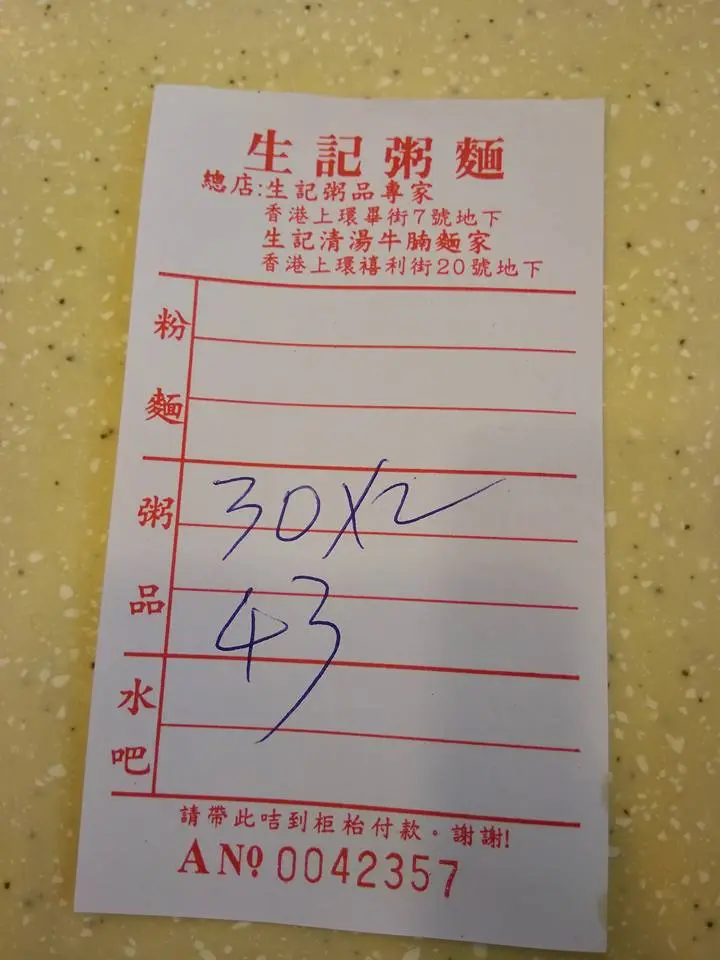 生記粥麵
總店:生記粥品專家
香港上環畢街7號地下
生記清湯牛腩麵家
香港上環禧利街20號地下
粉麵
粥品
30X2
43
水吧
請帶此咭到柜枱付款。謝謝!
A Nº 0042357